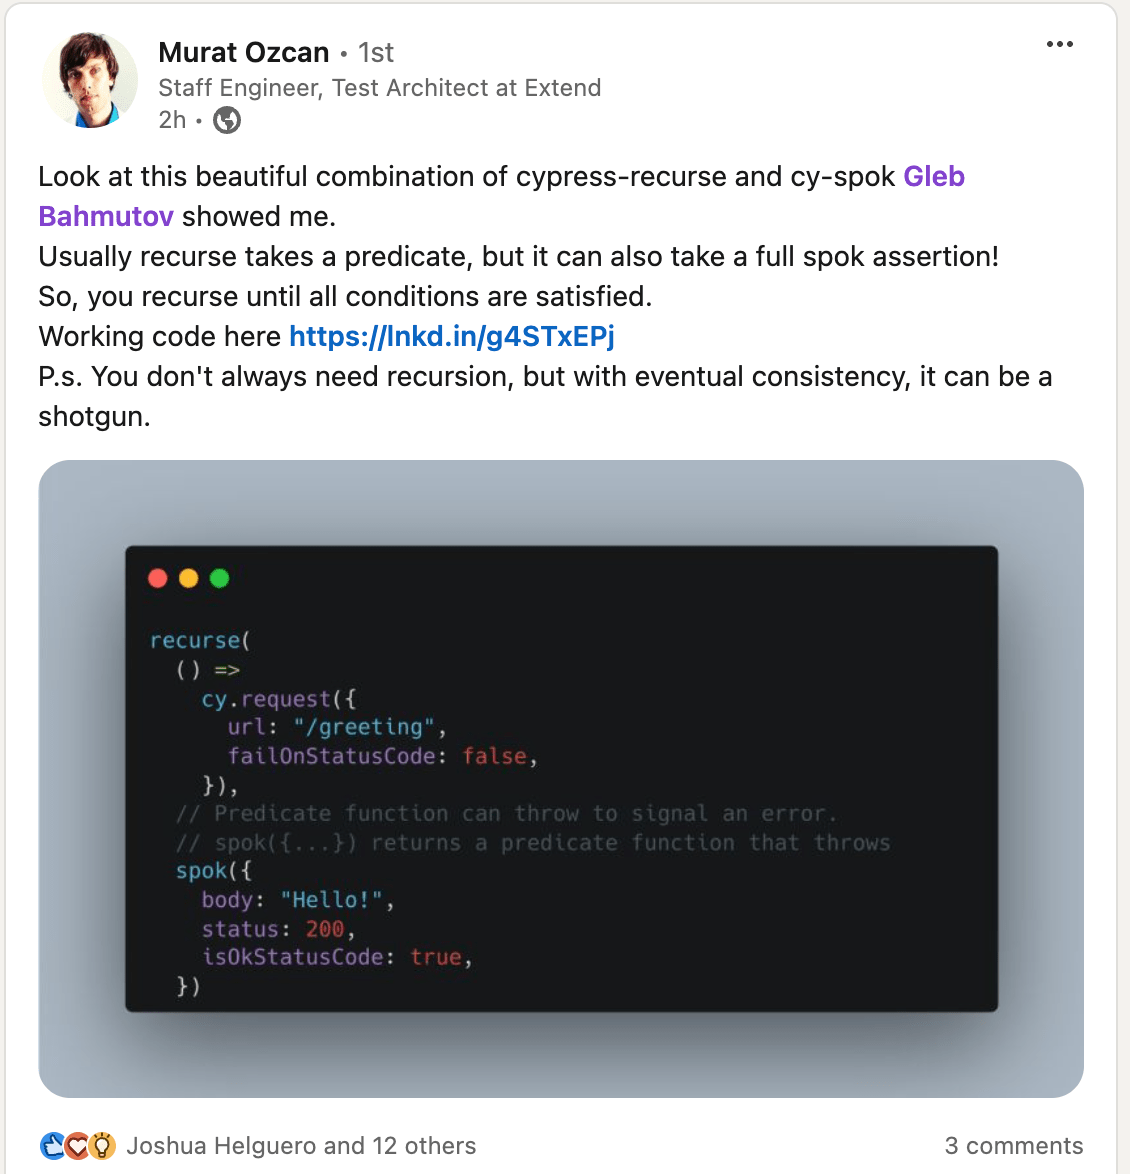 Murat Ozcan • 1st
Staff Engineer, Test Architect at Extend
2h •
Look at this beautiful combination of cypress-recurse and cy-spok Gleb
Bahmutov showed me.
Usually recurse takes a predicate, but it can also take a full spok assertion!
So, you recurse until all conditions are satisfied.
Working code here https://lnkd.in/g4STxEPj
P.s. You don't always need recursion, but with eventual consistency, it can be a
shotgun.
recurse(
  () =>
    cy.request({
      url: "/greeting",
      failOnStatusCode: false,
    }),
  // Predicate function can throw to signal an error.
  // spok({...}) returns a predicate function that throws
  spok({
    body: "Hello!",
    status: 200,
    isOkStatusCode: true,
  })
Joshua Helguero and 12 others
3 comments